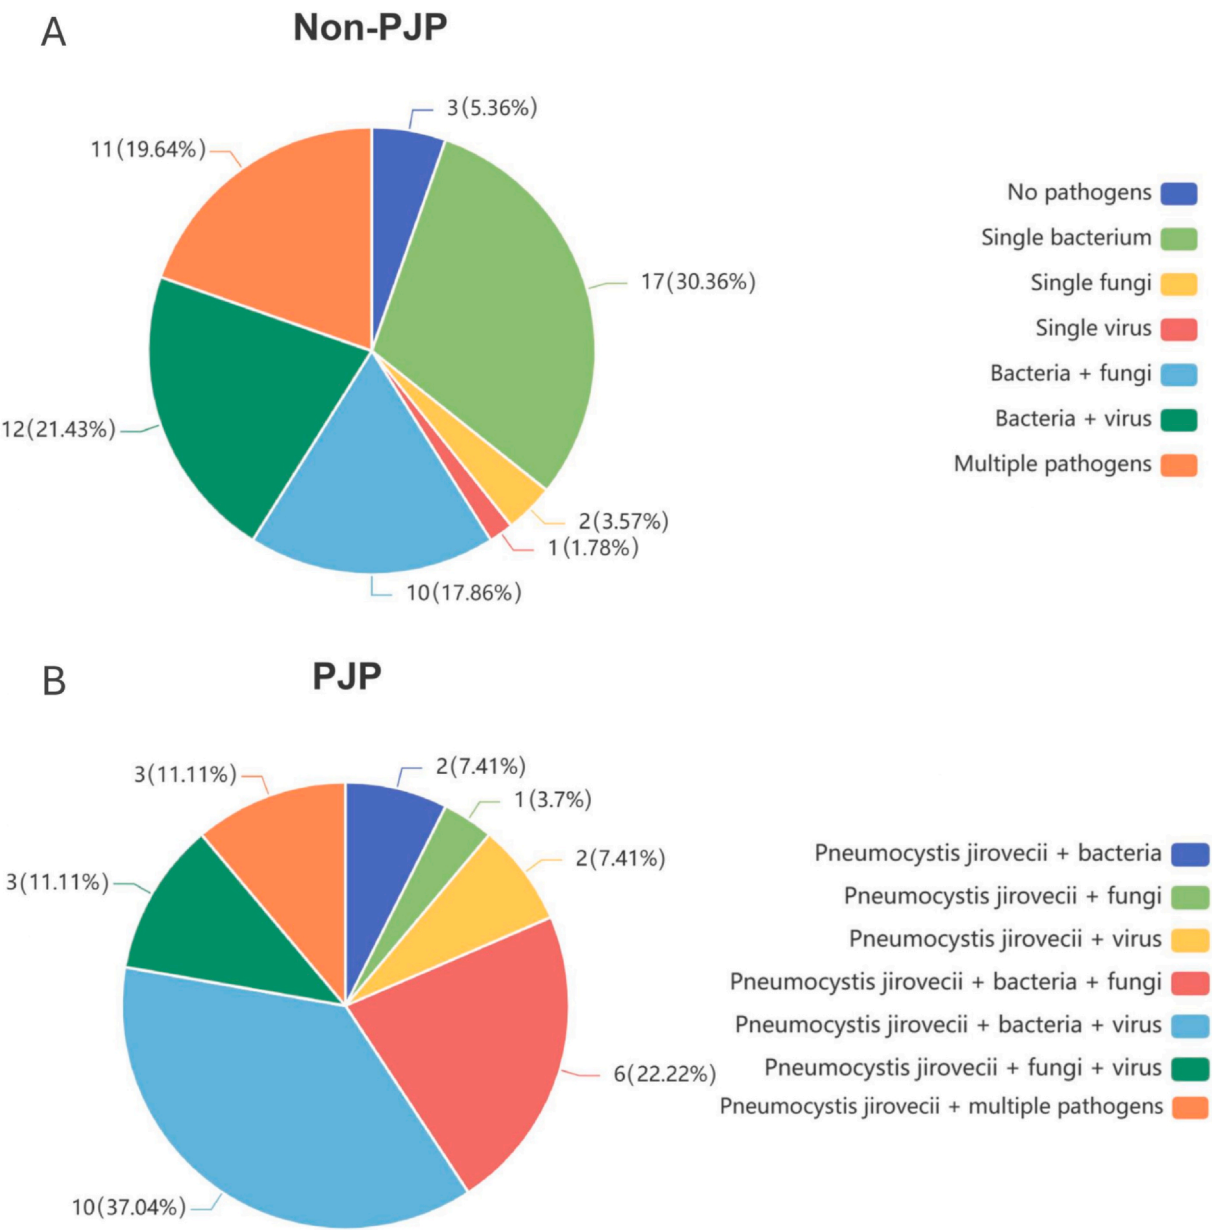 A
Non-PJP
3(5.36%)
11(19.64%)
17(30.36%)
12(21.43%)
2(3.57%)
1(1.78%)
10(17.86%)
No pathogens
Single bacterium
Single fungi
Single virus
Bacteria + fungi
Bacteria + virus
Multiple pathogens
B
PJP
3(11.11%)
2(7.41%)
1(3.7%)
2(7.41%)
3(11.11%)
6(22.22%)
10(37.04%)
Pneumocystis jirovecii + bacteria
Pneumocystis jirovecii + fungi
Pneumocystis jirovecii + virus
Pneumocystis jirovecii + bacteria + fungi
Pneumocystis jirovecii + bacteria + virus
Pneumocystis jirovecii + fungi + virus
Pneumocystis jirovecii + multiple pathogens